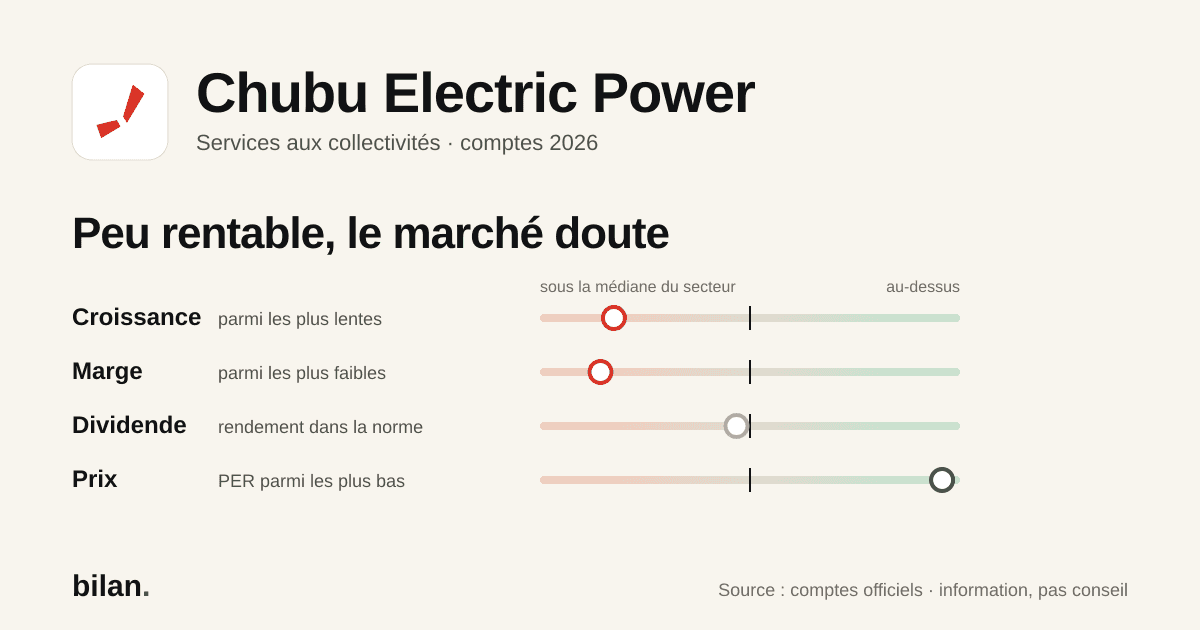 Chubu Electric Power
Services aux collectivités · comptes 2026
Peu rentable, le marché doute
sous la médiane du secteur au-dessus
Croissance parmi les plus lentes
Marge parmi les plus faibles
Dividende rendement dans la norme
Prix PER parmi les plus bas
bilan.
Source : comptes officiels · information, pas conseil